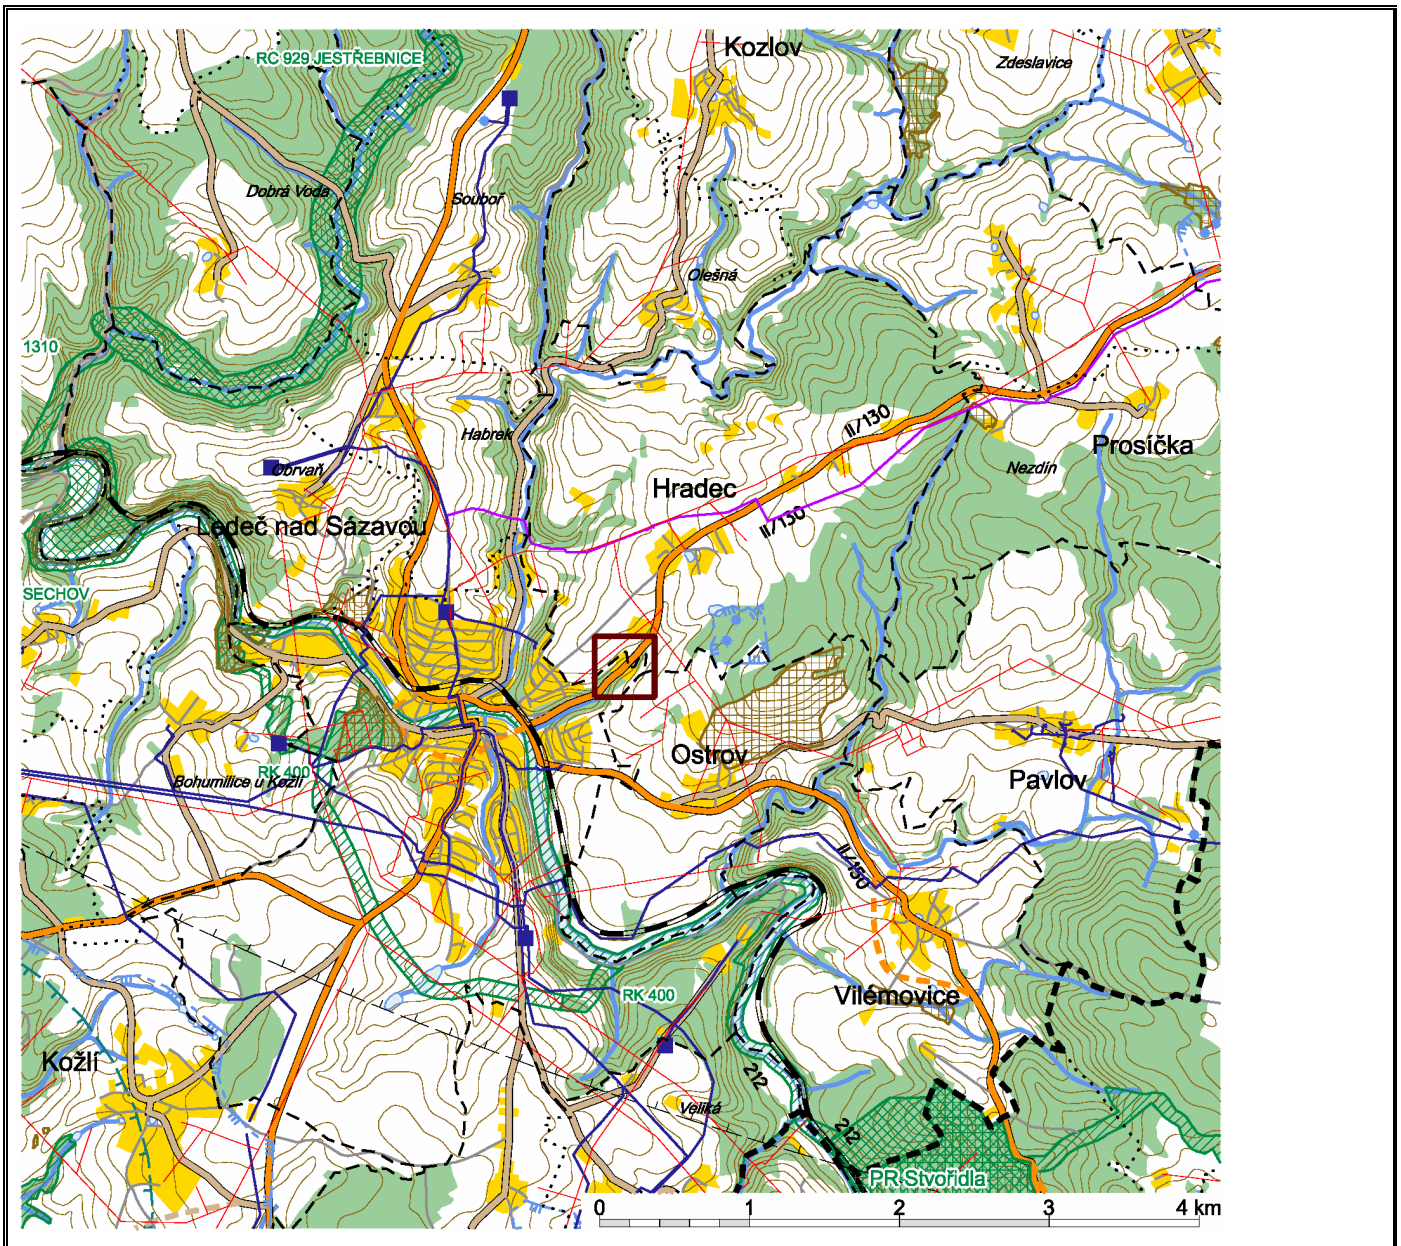 Kozlov
RC 929 JESTŘEBNICE
Zdeslavice
Dobrá Voda
Souboř
Olešná
1310
II/130
Habrek
Prosíčka
Obrvaň
Nezdín
Hradec
Ledeč nad Sázavou
II/130
SECHOV
Ostrov
RK 400
Bohumilice u Kožlí
Pavlov
II/150
RK 400
Vilémovice
Kožlí
212
Veliká
212
PR Stvořidla
0 1 2 3 4 km